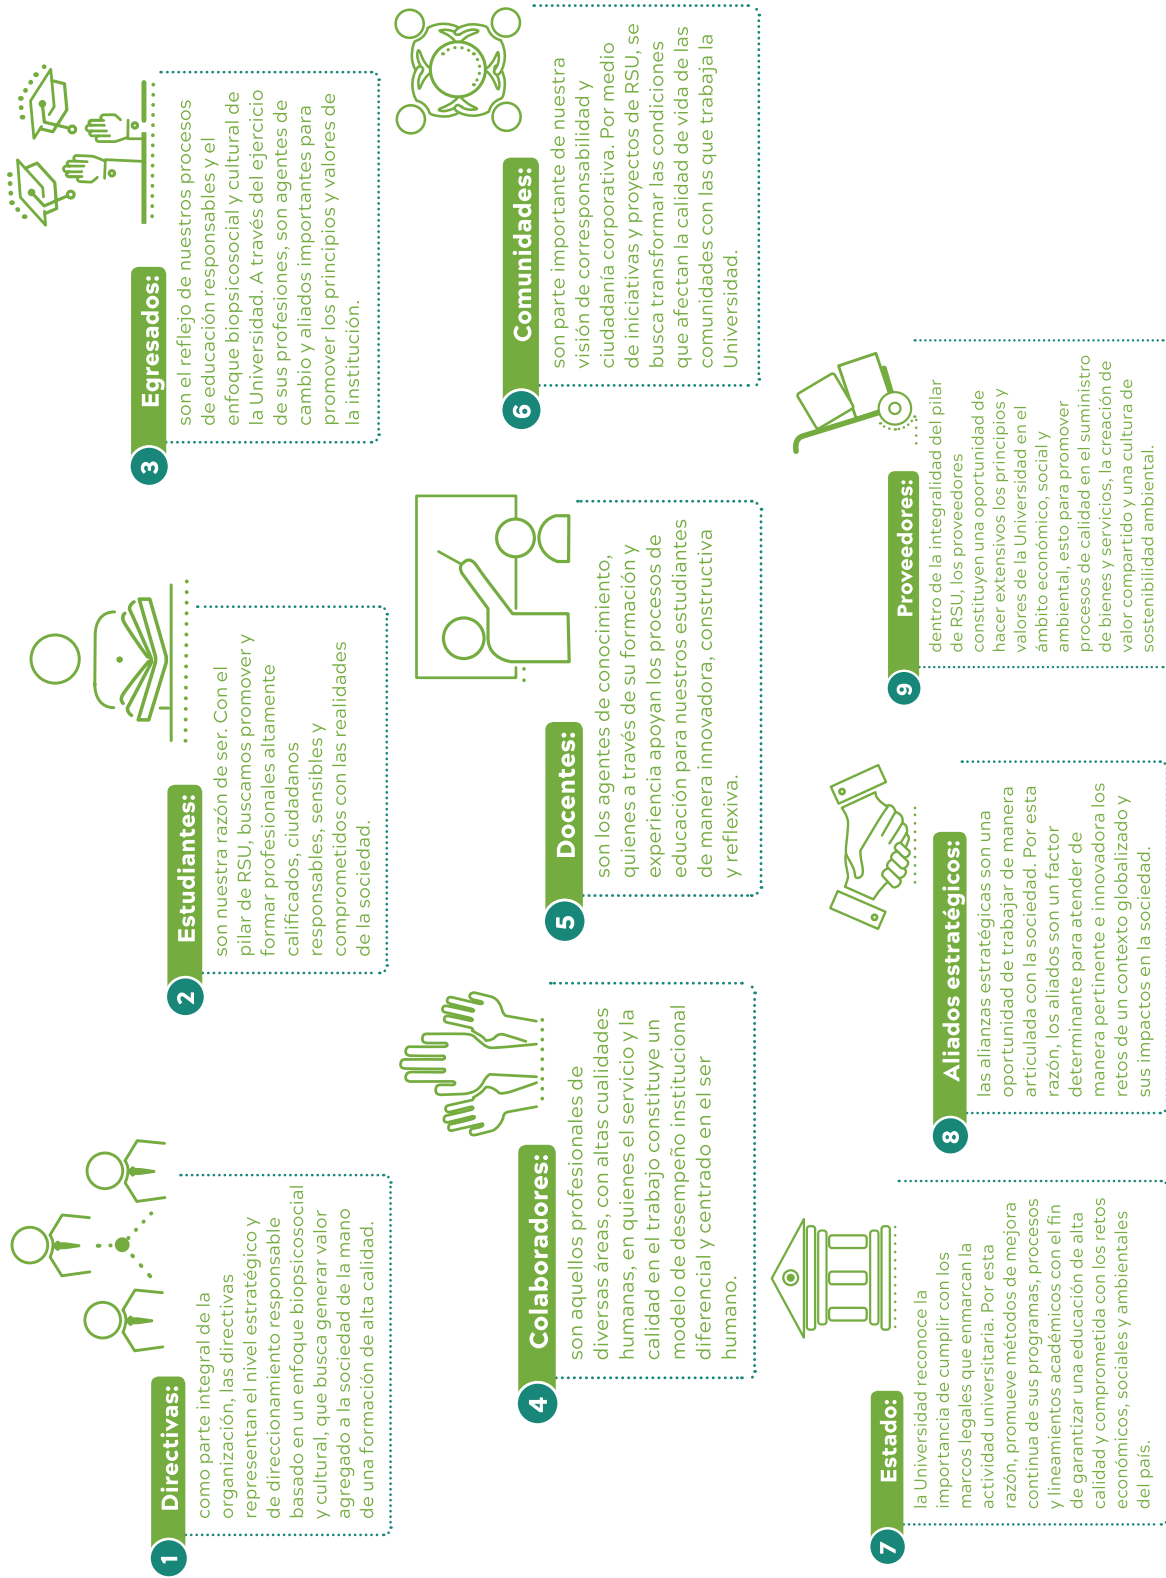 1
Directivas:
como parte integral de la
organización, las directivas
representan el nivel estratégico y
de direccionamiento responsable
basado en un enfoque biopsicosocial
y cultural, que busca generar valor
agregado a la sociedad de la mano
de una formación de alta calidad.
2
Estudiantes:
son nuestra razón de ser. Con el
pilar de RSU, buscamos promover y
formar profesionales altamente
calificados, ciudadanos
responsables, sensibles y
comprometidos con las realidades
de la sociedad.
3
Egresados:
son el reflejo de nuestros procesos
de educación responsables y el
enfoque biopsicosocial y cultural de
la Universidad. A través del ejercicio
de sus profesiones, son agentes de
cambio y aliados importantes para
promover los principios y valores de
la institución.
4
Colaboradores:
son aquellos profesionales de
diversas áreas, con altas cualidades
humanas, en quienes el servicio y la
calidad en el trabajo constituye un
modelo de desempeño institucional
diferencial y centrado en el ser
humano.
5
Docentes:
son los agentes de conocimiento,
quienes a través de su formación y
experiencia apoyan los procesos de
educación para nuestros estudiantes
de manera innovadora, constructiva
y reflexiva.
6
Comunidades:
son parte importante de nuestra
visión de corresponsabilidad y
ciudadanía corporativa. Por medio
de iniciativas y proyectos de RSU, se
busca transformar las condiciones
que afectan la calidad de vida de las
comunidades con las que trabaja la
Universidad.
7
Estado:
la Universidad reconoce la
importancia de cumplir con los
marcos legales que enmarcan la
actividad universitaria. Por esta
razón, promueve métodos de mejora
continua de sus programas, procesos
y lineamientos académicos con el fin
de garantizar una educación de alta
calidad y comprometida con los retos
económicos, sociales y ambientales
del país.
8
Aliados estratégicos:
las alianzas estratégicas son una
oportunidad de trabajar de manera
articulada con la sociedad. Por esta
razón, los aliados son un factor
determinante para atender de
manera pertinente e innovadora los
retos de un contexto globalizado y
sus impactos en la sociedad.
9
Proveedores:
dentro de la integralidad del pilar
de RSU, los proveedores
constituyen una oportunidad de
hacer extensivos los principios y
valores de la Universidad en el
ámbito económico, social y
ambiental, esto para promover
procesos de calidad en el suministro
de bienes y servicios, la creación de
valor compartido y una cultura de
sostenibilidad ambiental.